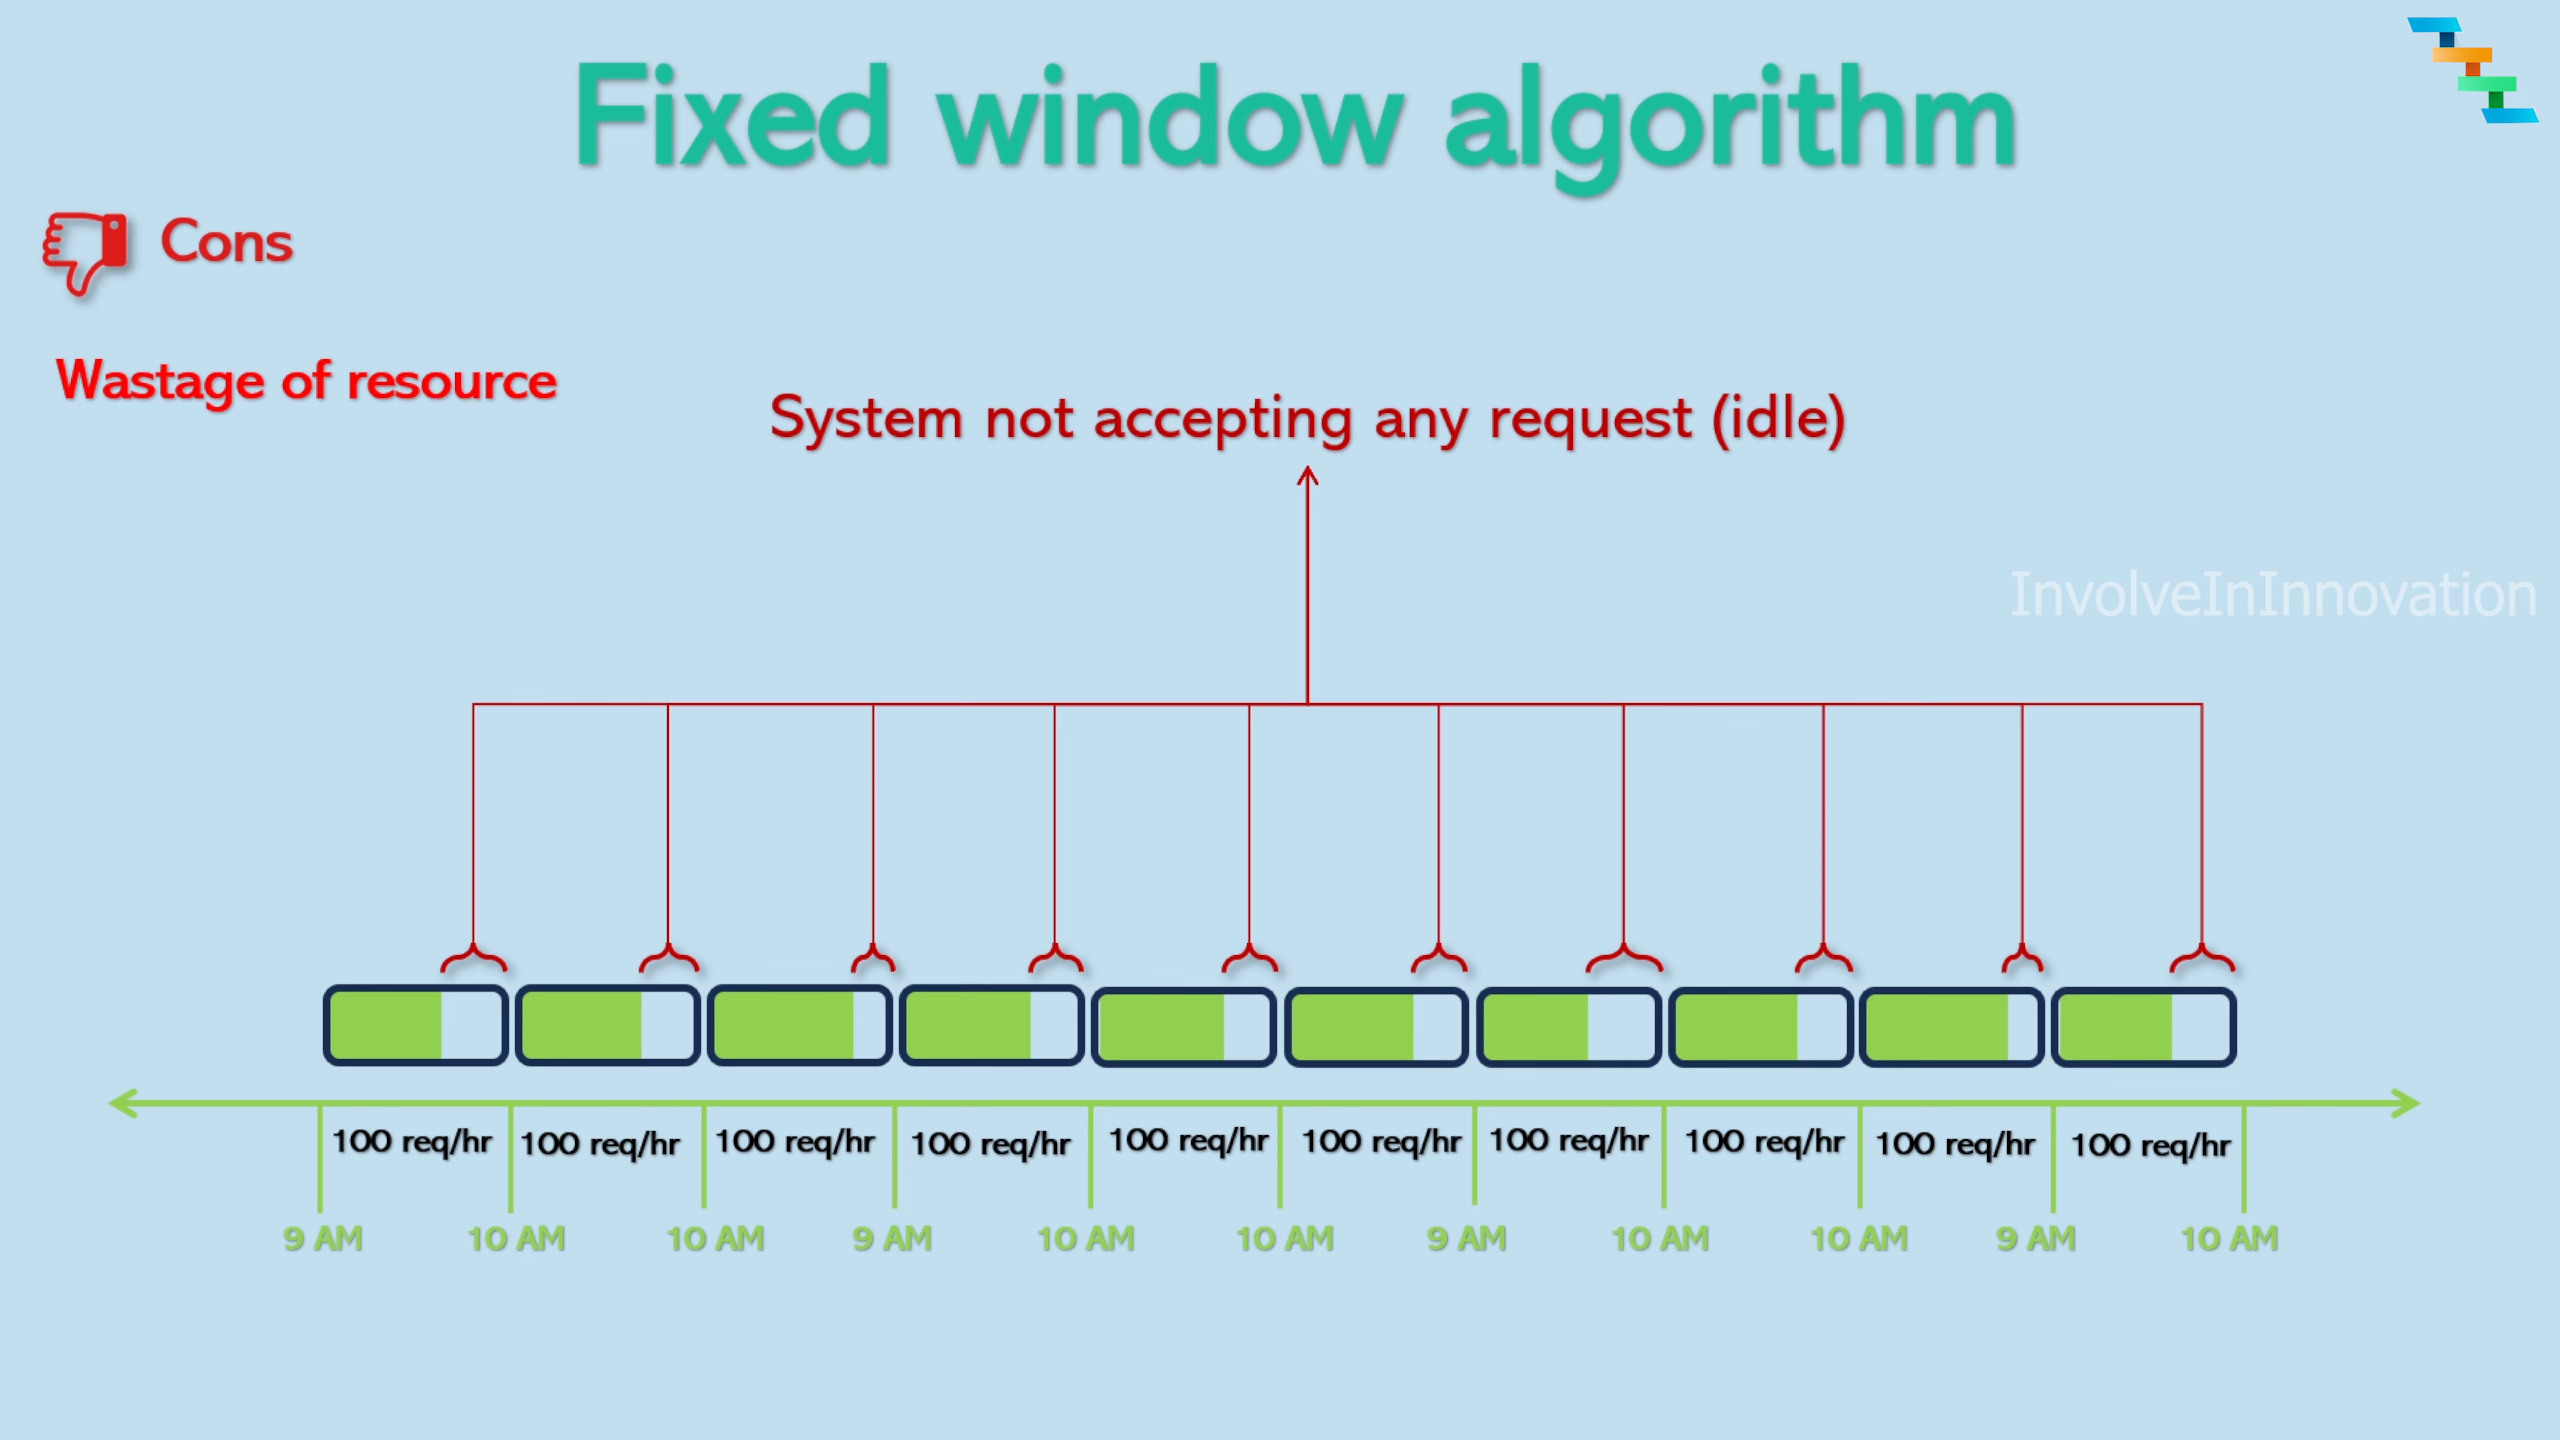 Fixed window algorithm
Cons
Wastage of resource
System not accepting any request (idle)
InvolveInInnovation
100 req/hr 100 req/hr 100 req/hr 100 req/hr 100 req/hr 100 req/hr 100 req/hr 100 req/hr 100 req/hr 100 req/hr
9 AM 10 AM 10 AM 9 AM 10 AM 10 AM 9 AM 10 AM 10 AM 9 AM 10 AM